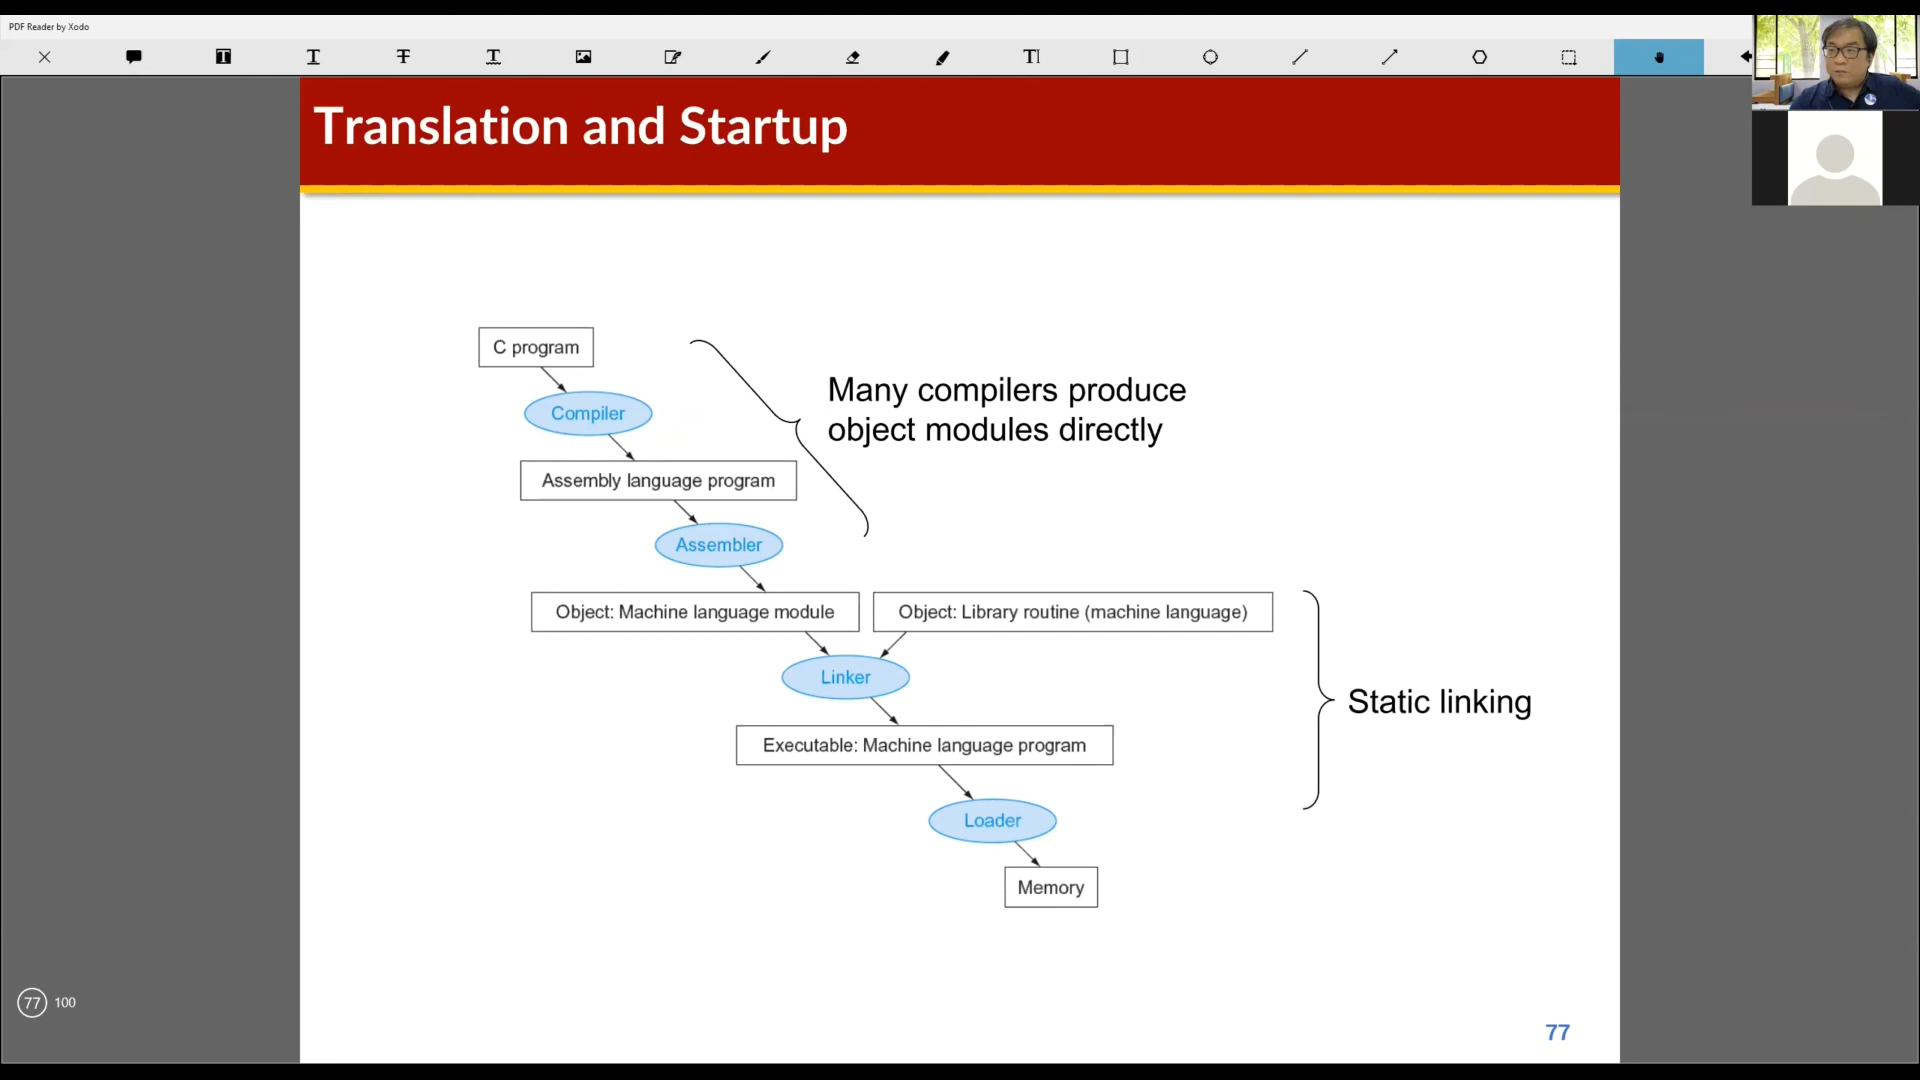 PDF Reader by Xodo
Translation and Startup
C program
Compiler
Many compilers produce
object modules directly
Assembly language program
Assembler
Object: Machine language module
Object: Library routine (machine language)
Linker
Static linking
Executable: Machine language program
Loader
Memory
77 100
77